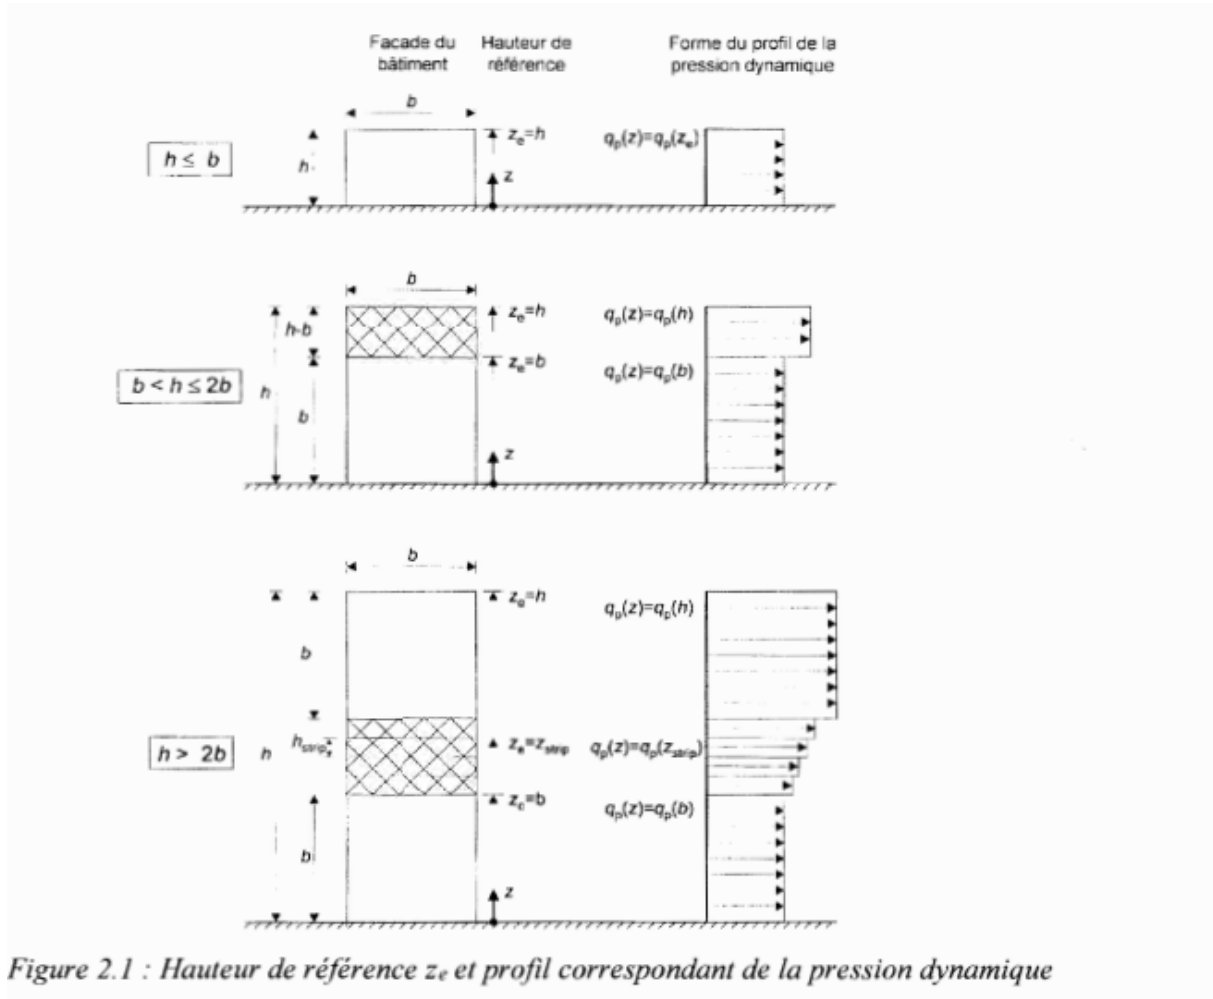 Facade du bâtiment
Hauteur de référence
Forme du profil de la pression dynamique
b
h ≤ b
h
z_e=h
z
q_p(z)=q_p(z_e)
b
b < h ≤ 2b
h
h-b
b
z_e=h
z_e=b
z
q_p(z)=q_p(h)
q_p(z)=q_p(b)
b
h > 2b
h
b
h_strip
b
z_e=h
z_e=z_strip
z_e=b
z
q_p(z)=q_p(h)
q_p(z)=q_p(z_strip)
q_p(z)=q_p(b)
Figure 2.1 : Hauteur de référence z_e et profil correspondant de la pression dynamique